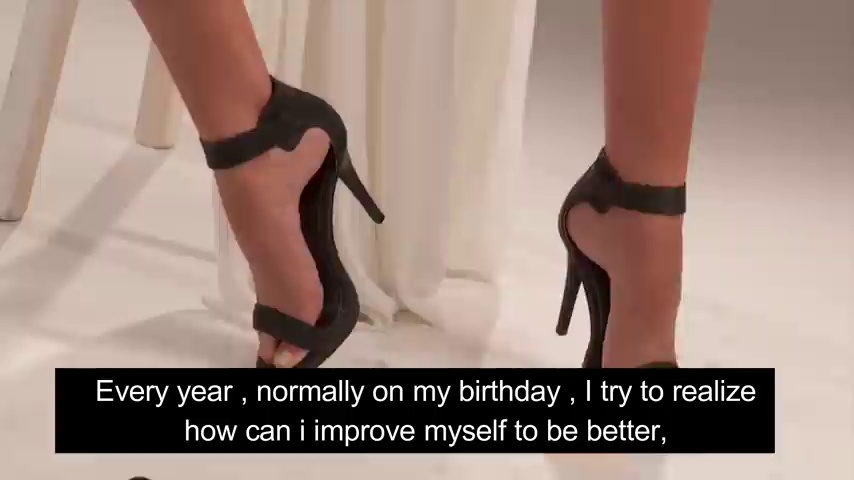 Every year , normally on my birthday , I try to realize
how can i improve myself to be better,